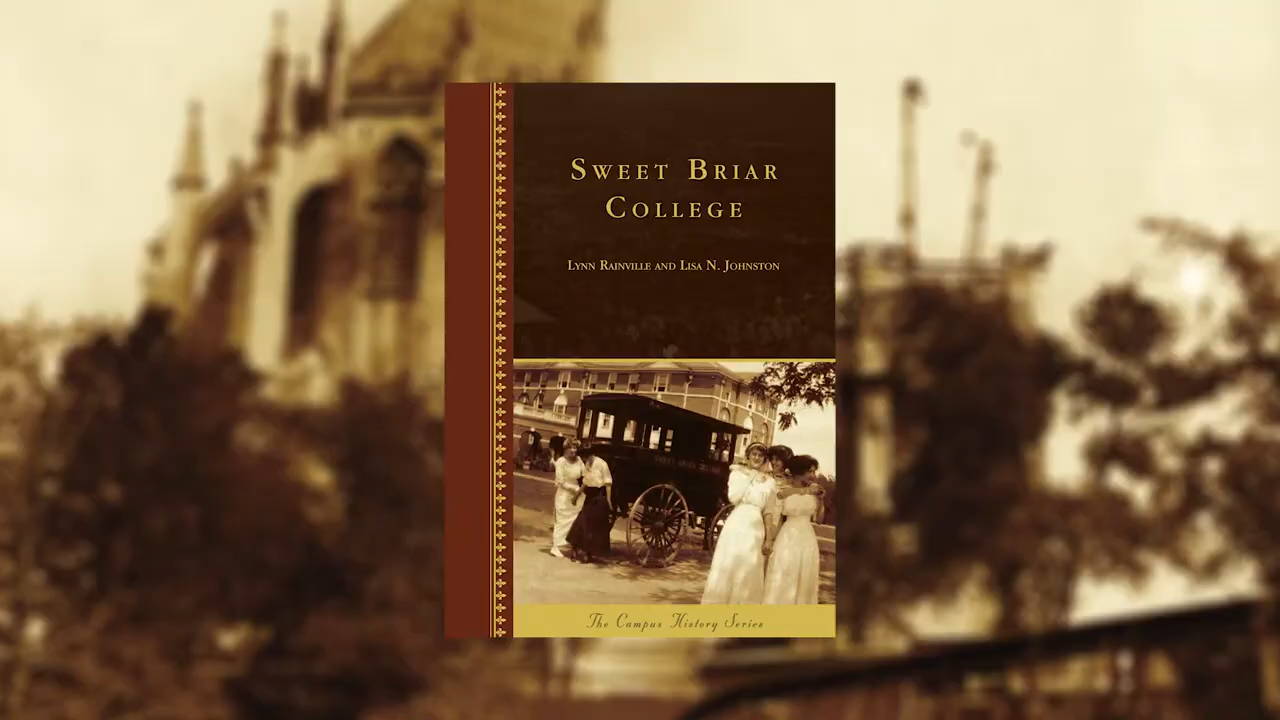 Sweet Briar
College
Lynn Rainville and Lisa N. Johnston
The Campus History Series